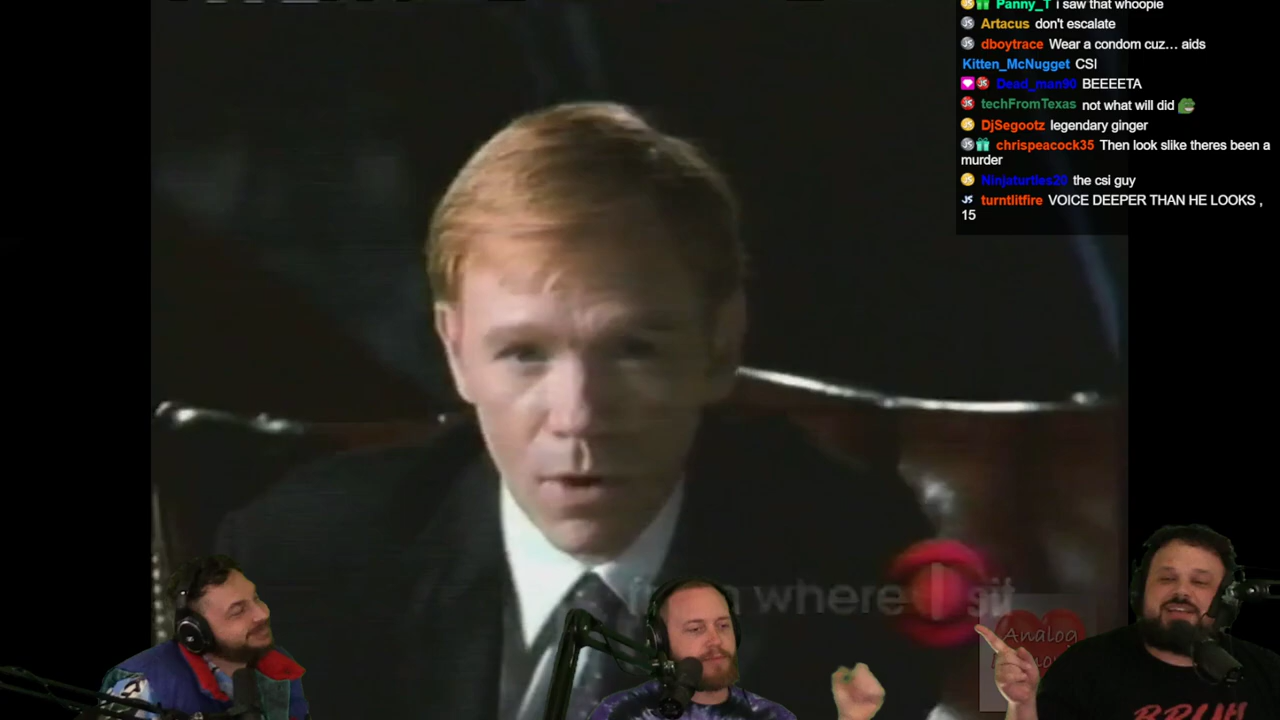 Panny_T i saw that whoopie
Artacus don't escalate
dboytrace Wear a condom cuz... aids
Kitten_McNugget CSI
Dead_man90 BEEEETA
techFromTexas not what will did
DjSegootz legendary ginger
chrispeacock35 Then look slike theres been a
murder
Ninjaturtles20 the csi guy
turntlitfire VOICE DEEPER THAN HE LOOKS ,
15
where I sit
Analog
BRUH